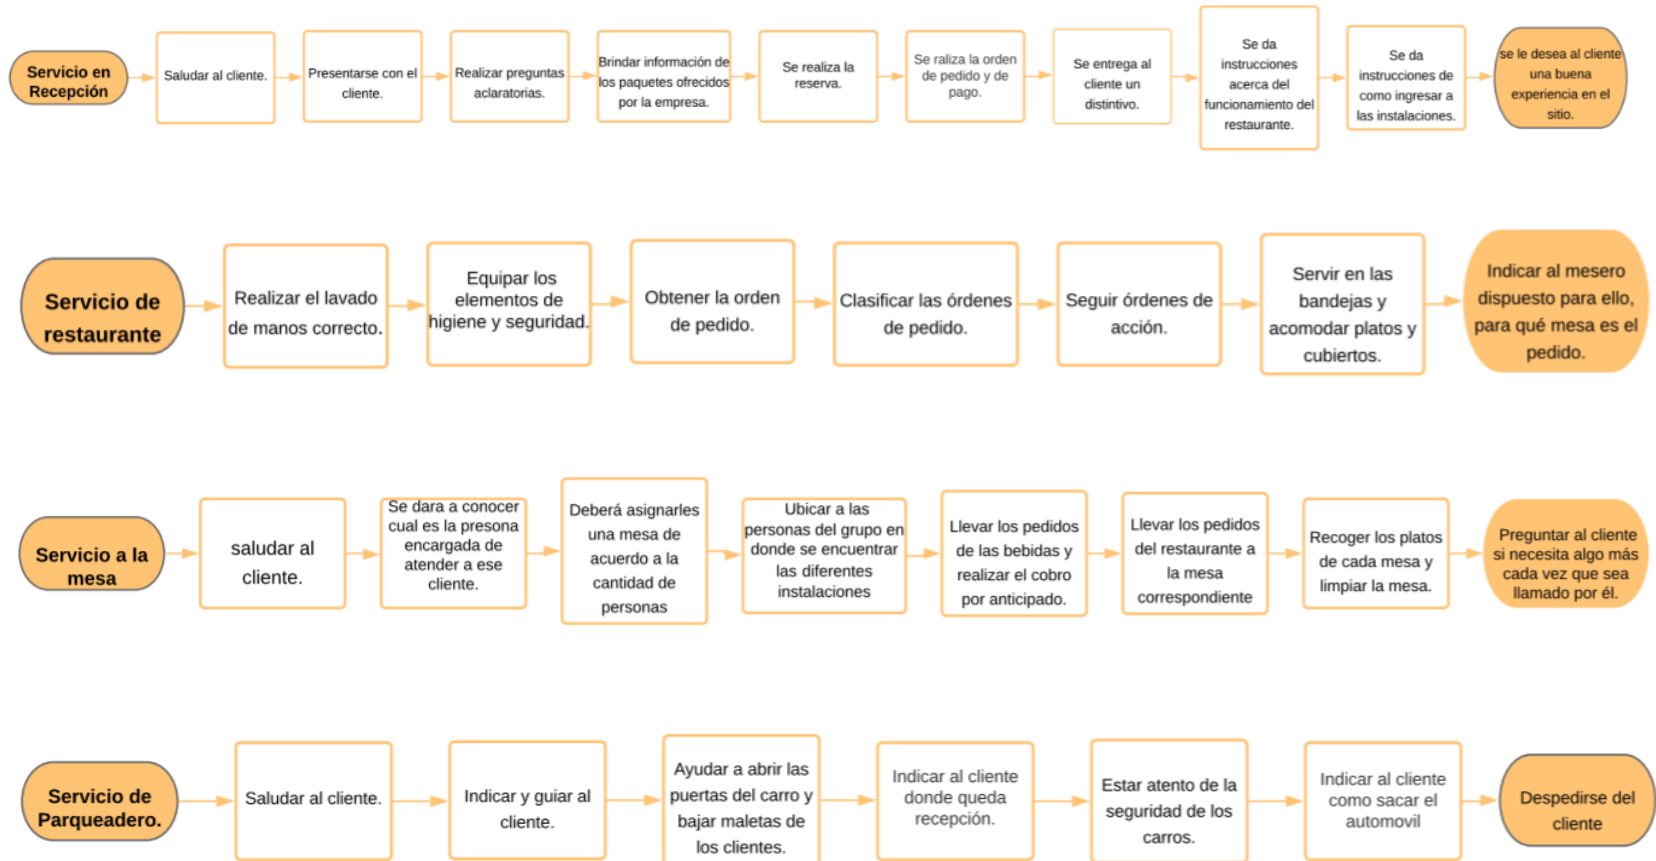 Servicio en
Recepción
Saludar al cliente.
Presentarse con el
cliente.
Realizar preguntas
aclaratorias.
Brindar información de
los paquetes ofrecidos
por la empresa.
Se realiza la
reserva.
Se raliza la orden
de pedido y de
pago.
Se entrega al
cliente un
distintivo.
Se da
instrucciones
acerca del
funcionamiento del
restaurante.
Se da
instrucciones de
como ingresar a
las instalaciones.
se le desea al cliente
una buena
experiencia en el
sitio.
Servicio de
restaurante
Realizar el lavado
de manos correcto.
Equipar los
elementos de
higiene y seguridad.
Obtener la orden
de pedido.
Clasificar las órdenes
de pedido.
Seguir órdenes de
acción.
Servir en las
bandejas y
acomodar platos y
cubiertos.
Indicar al mesero
dispuesto para ello,
para qué mesa es el
pedido.
Servicio a la
mesa
saludar al
cliente.
Se dara a conocer
cual es la presona
encargada de
atender a ese
cliente.
Deberá asignarles
una mesa de
acuerdo a la
cantidad de
personas
Ubicar a las
personas del grupo en
donde se encuentrar
las diferentes
instalaciones
Llevar los pedidos
de las bebidas y
realizar el cobro
por anticipado.
Llevar los pedidos
del restaurante a
la mesa
correspondiente
Recoger los platos
de cada mesa y
limpiar la mesa.
Preguntar al cliente
si necesita algo más
cada vez que sea
llamado por él.
Servicio de
Parqueadero.
Saludar al cliente.
Indicar y guiar al
cliente.
Ayudar a abrir las
puertas del carro y
bajar maletas de
los clientes.
Indicar al cliente
donde queda
recepción.
Estar atento de la
seguridad de los
carros.
Indicar al cliente
como sacar el
automovil
Despedirse del
cliente